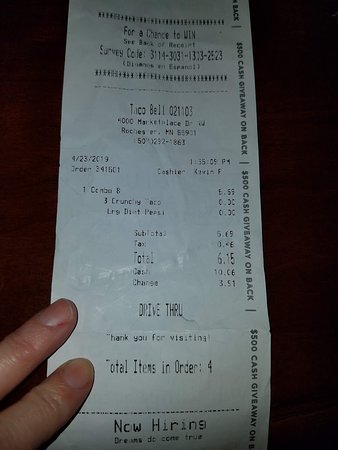 For a Chance to WIN
See Back of Receipt
Survey Code: 3114-3031-1333-2523
(Diganos en Espanol)
Taco Bell 021103
4000 Marketplace Dr NW
Rochester, MN 55901
(507)292-1863
4/23/2019 1:55:09 PM
Order 341501 Cashier: Kevin F
1 Combo 8 5.69
3 Crunchy Taco 0.00
Lrg Diet Pepsi 0.00
Subtotal 5.69
Tax 0.46
Total 6.15
Cash 10.06
Change 3.91
DRIVE THRU
Thank you for visiting!
Total Items in Order: 4
Now Hiring
Dreams do come true
ON BACK
$500 CASH GIVEAWAY ON BACK
$500 CASH GIVEAWAY ON BACK
$500 CASH GIVEAWAY ON BACK